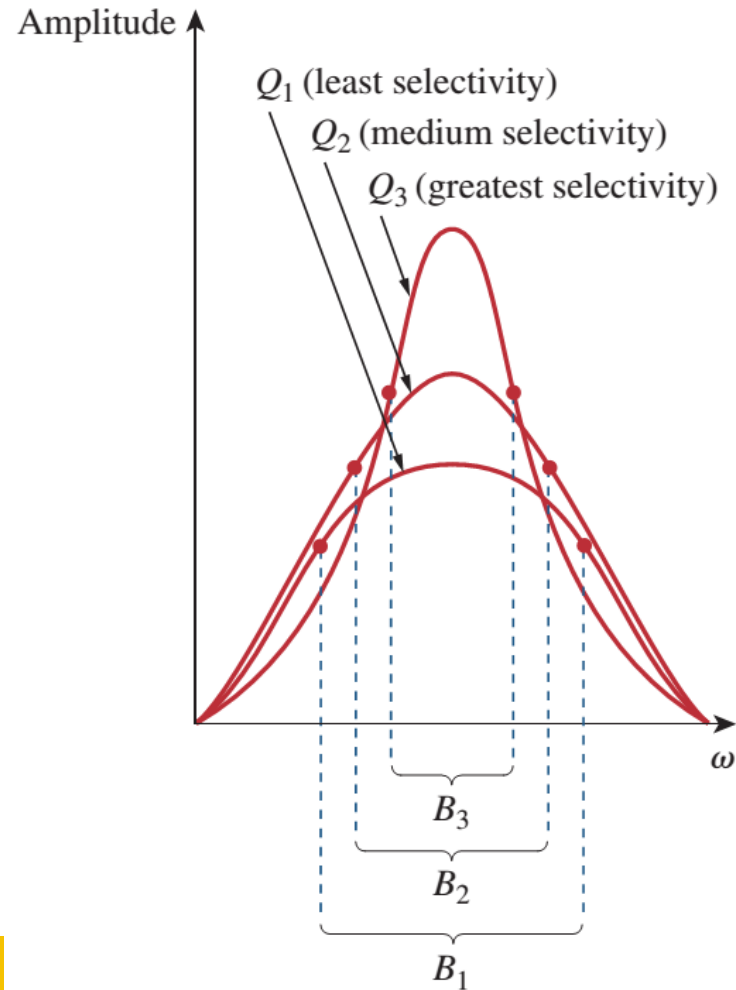 Amplitude
Q₁ (least selectivity)
Q₂ (medium selectivity)
Q₃ (greatest selectivity)
ω
B₃
B₂
B₁